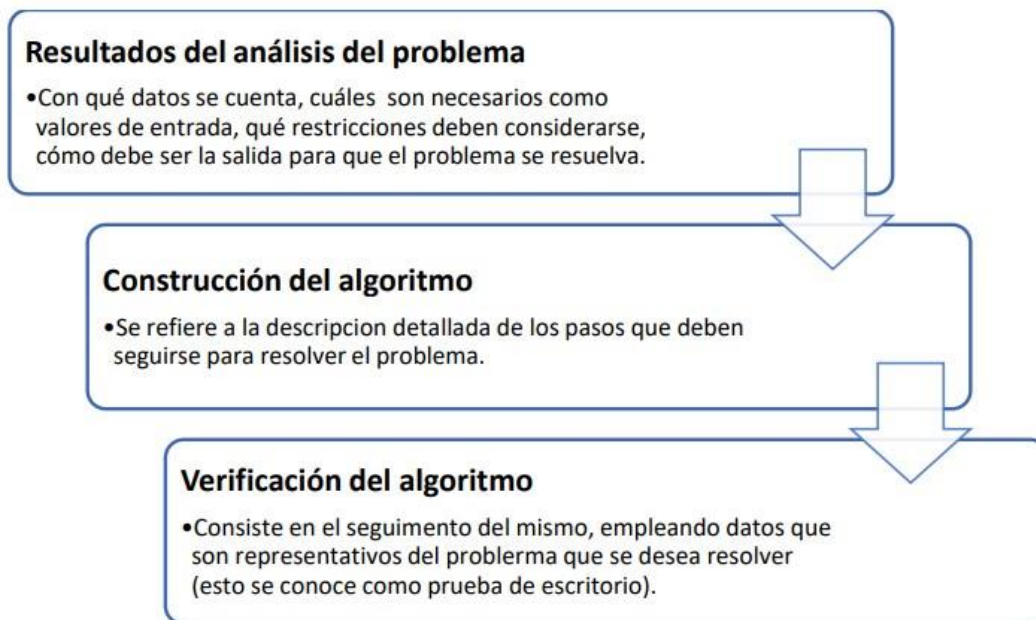 Resultados del análisis del problema
•Con qué datos se cuenta, cuáles son necesarios como
valores de entrada, qué restricciones deben considerarse,
cómo debe ser la salida para que el problema se resuelva.
Construcción del algoritmo
•Se refiere a la descripcion detallada de los pasos que deben
seguirse para resolver el problema.
Verificación del algoritmo
•Consiste en el seguimento del mismo, empleando datos que
son representativos del problerma que se desea resolver
(esto se conoce como prueba de escritorio).